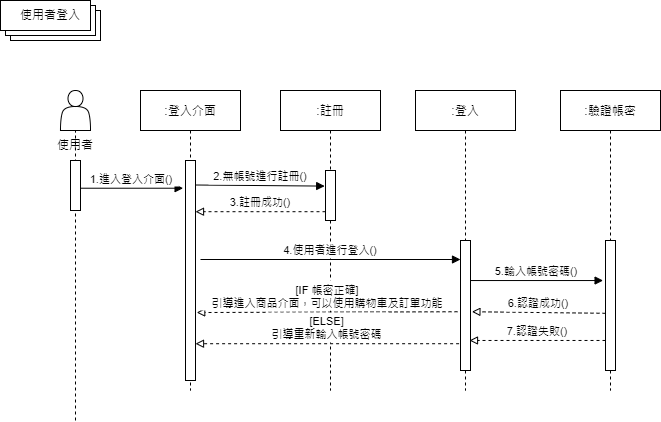 使用者登入
使用者
:登入介面
:註冊
:登入
:驗證帳密
1.進入登入介面()
2.無帳號進行註冊()
3.註冊成功()
4.使用者進行登入()
5.輸入帳號密碼()
[IF 帳密正確]
引導進入商品介面，可以使用購物車及訂單功能
6.認證成功()
[ELSE]
引導重新輸入帳號密碼
7.認證失敗()